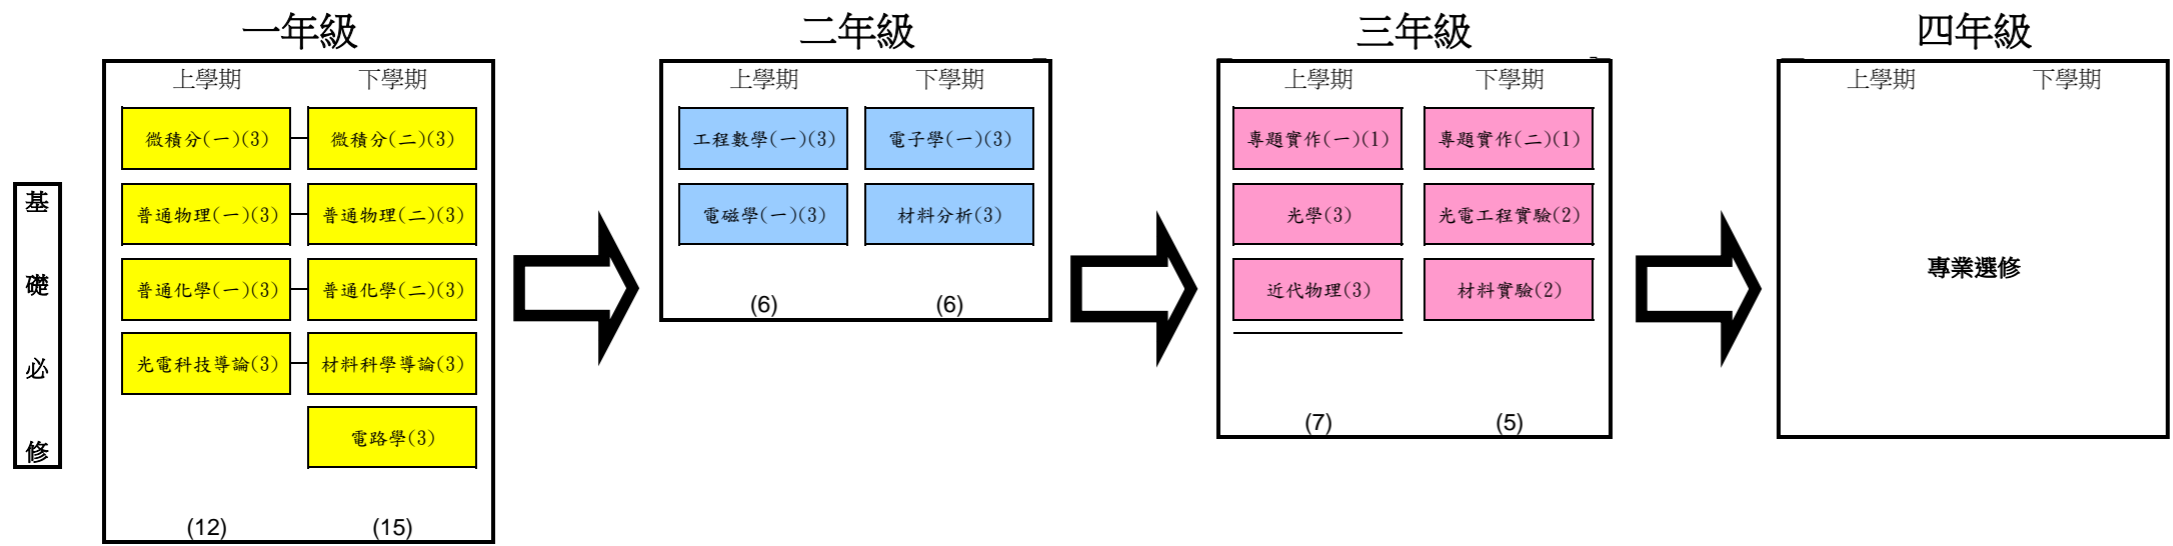 一年級
二年級
三年級
四年級
上學期 下學期
上學期 下學期
上學期 下學期
上學期 下學期
微積分(一)(3) 微積分(二)(3)
工程數學(一)(3) 電子學(一)(3)
專題實作(一)(1) 專題實作(二)(1)
基
礎
必
修
普通物理(一)(3) 普通物理(二)(3)
電磁學(一)(3) 材料分析(3)
光學(3) 光電工程實驗(2)
普通化學(一)(3) 普通化學(二)(3)
(6) (6)
近代物理(3) 材料實驗(2)
專業選修
光電科技導論(3) 材料科學導論(3)
電路學(3)
(7) (5)
(12) (15)